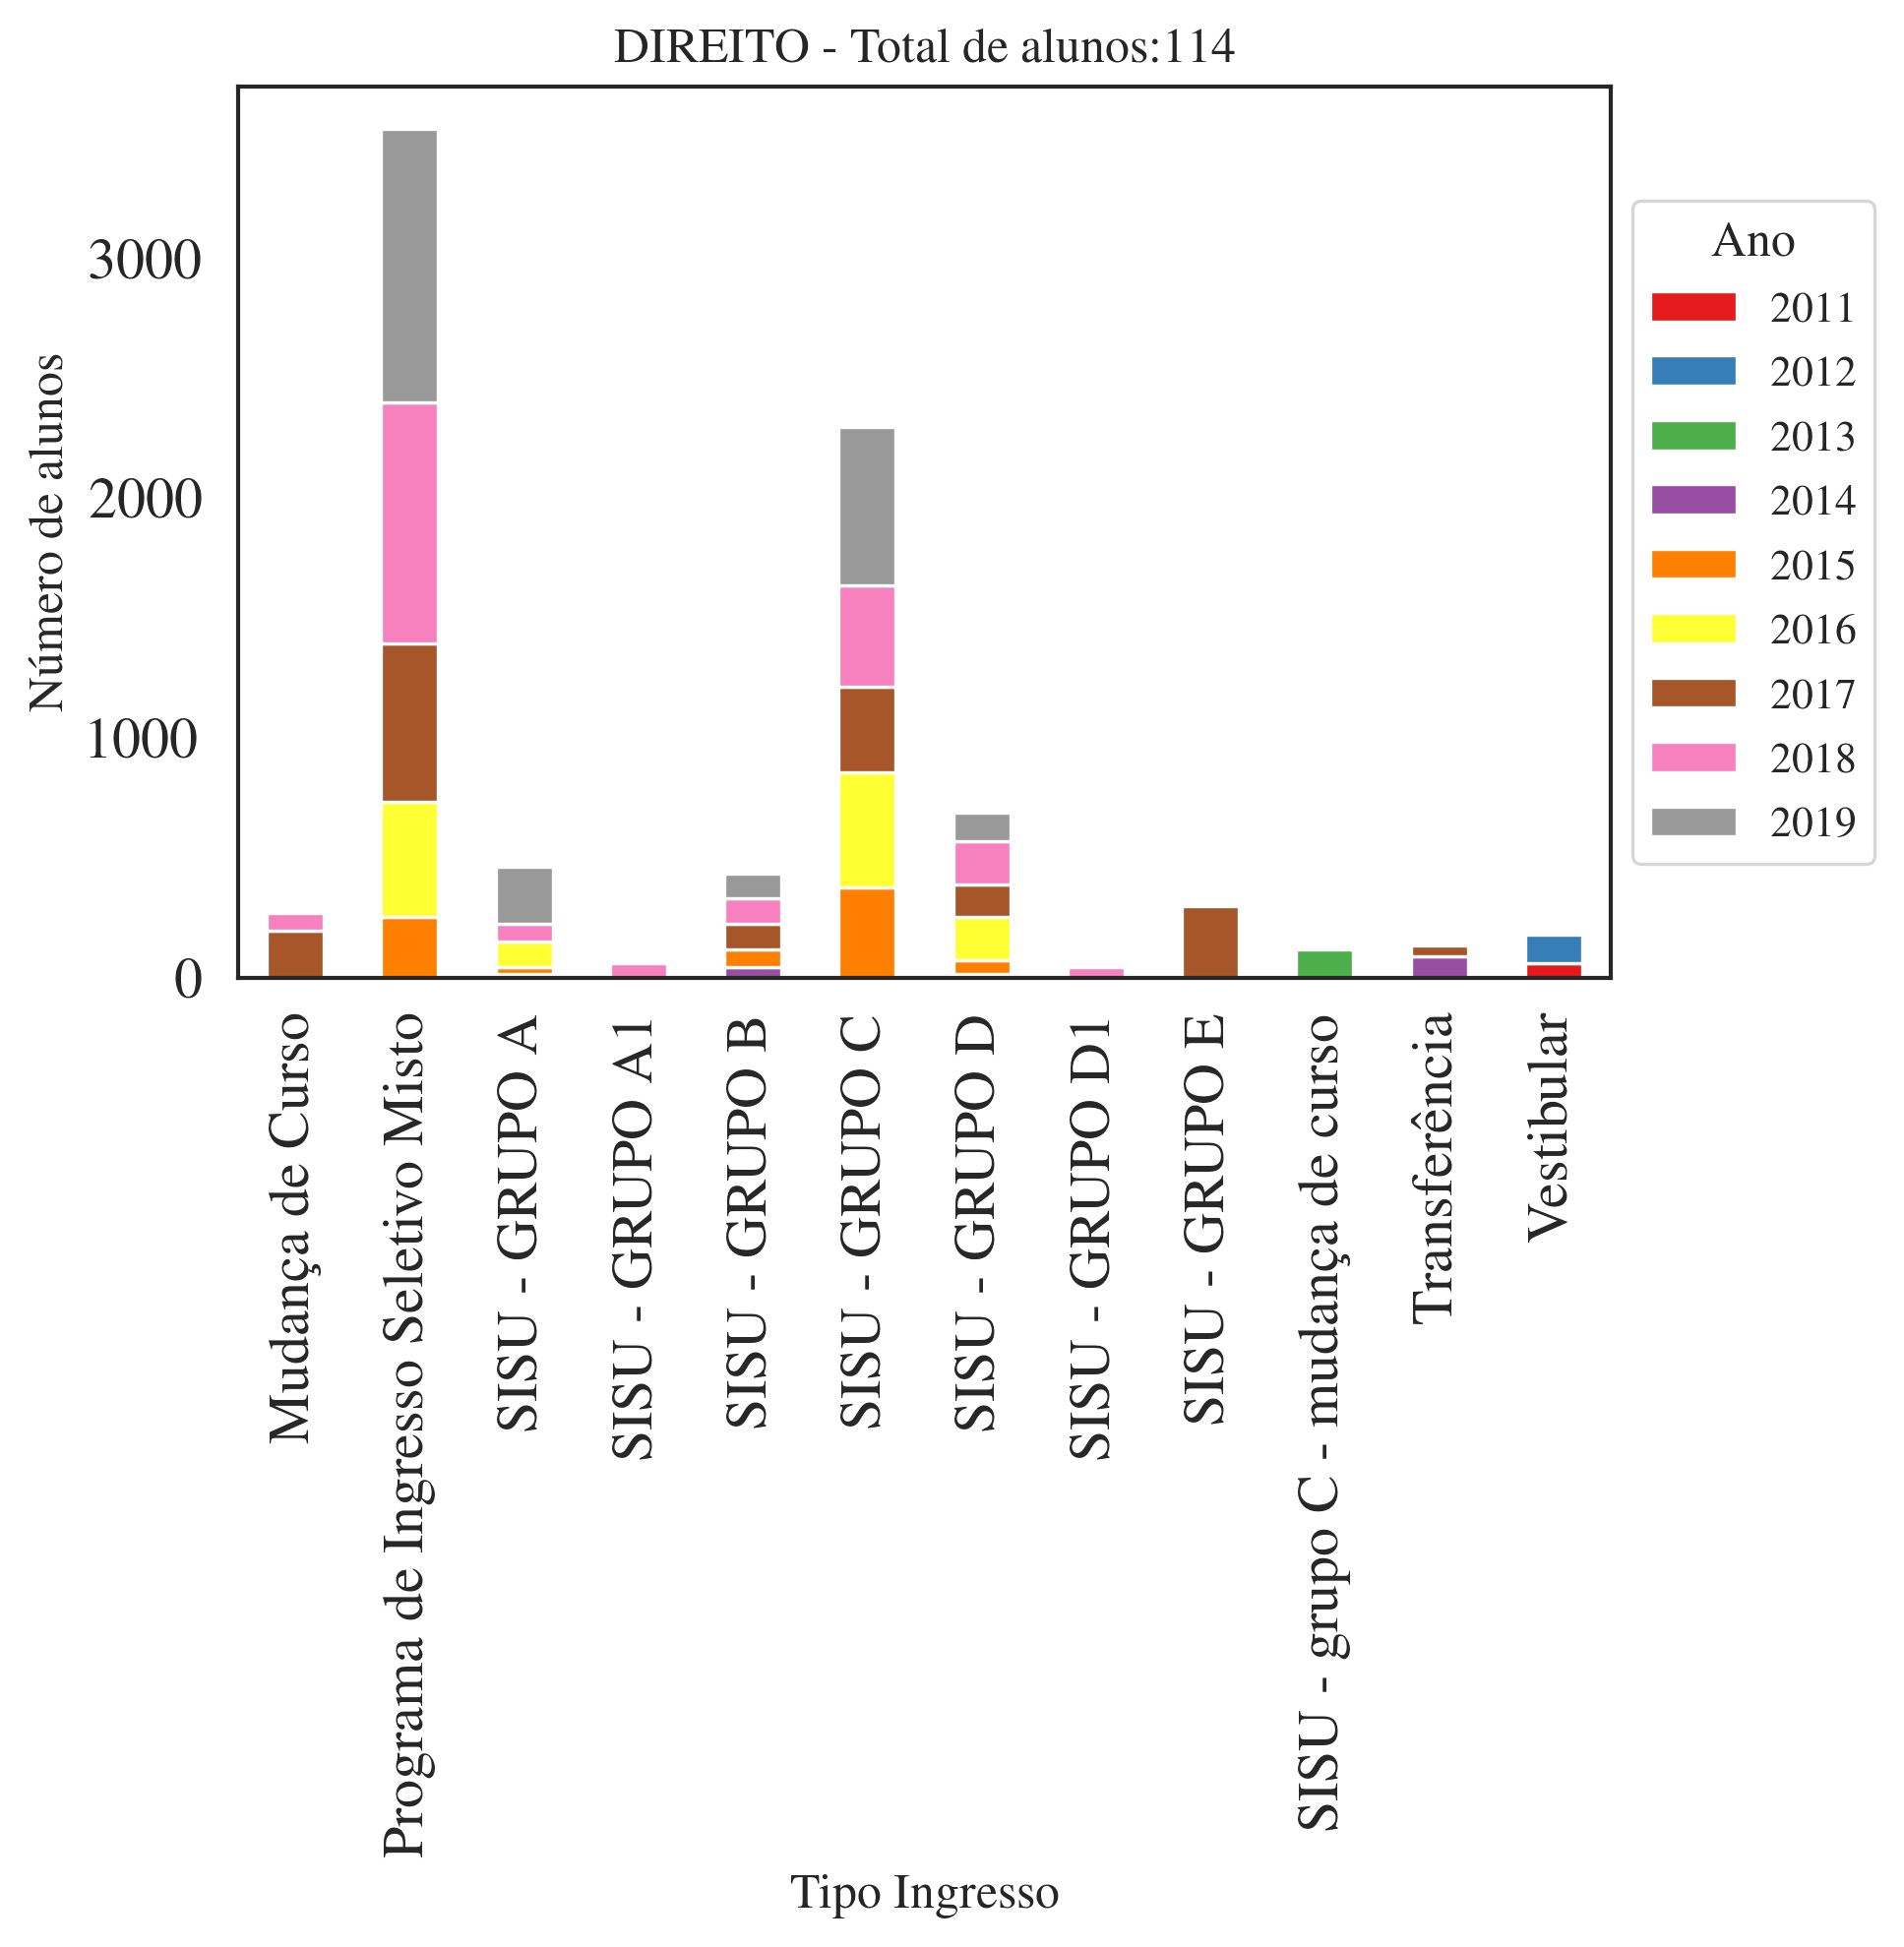 DIREITO - Total de alunos:114
Número de alunos
3000
2000
1000
0
Ano
2011
2012
2013
2014
2015
2016
2017
2018
2019
Mudança de Curso
Programa de Ingresso Seletivo Misto
SISU - GRUPO A
SISU - GRUPO A1
SISU - GRUPO B
SISU - GRUPO C
SISU - GRUPO D
SISU - GRUPO D1
SISU - GRUPO E
SISU - grupo C - mudança de curso
Transferência
Vestibular
Tipo Ingresso